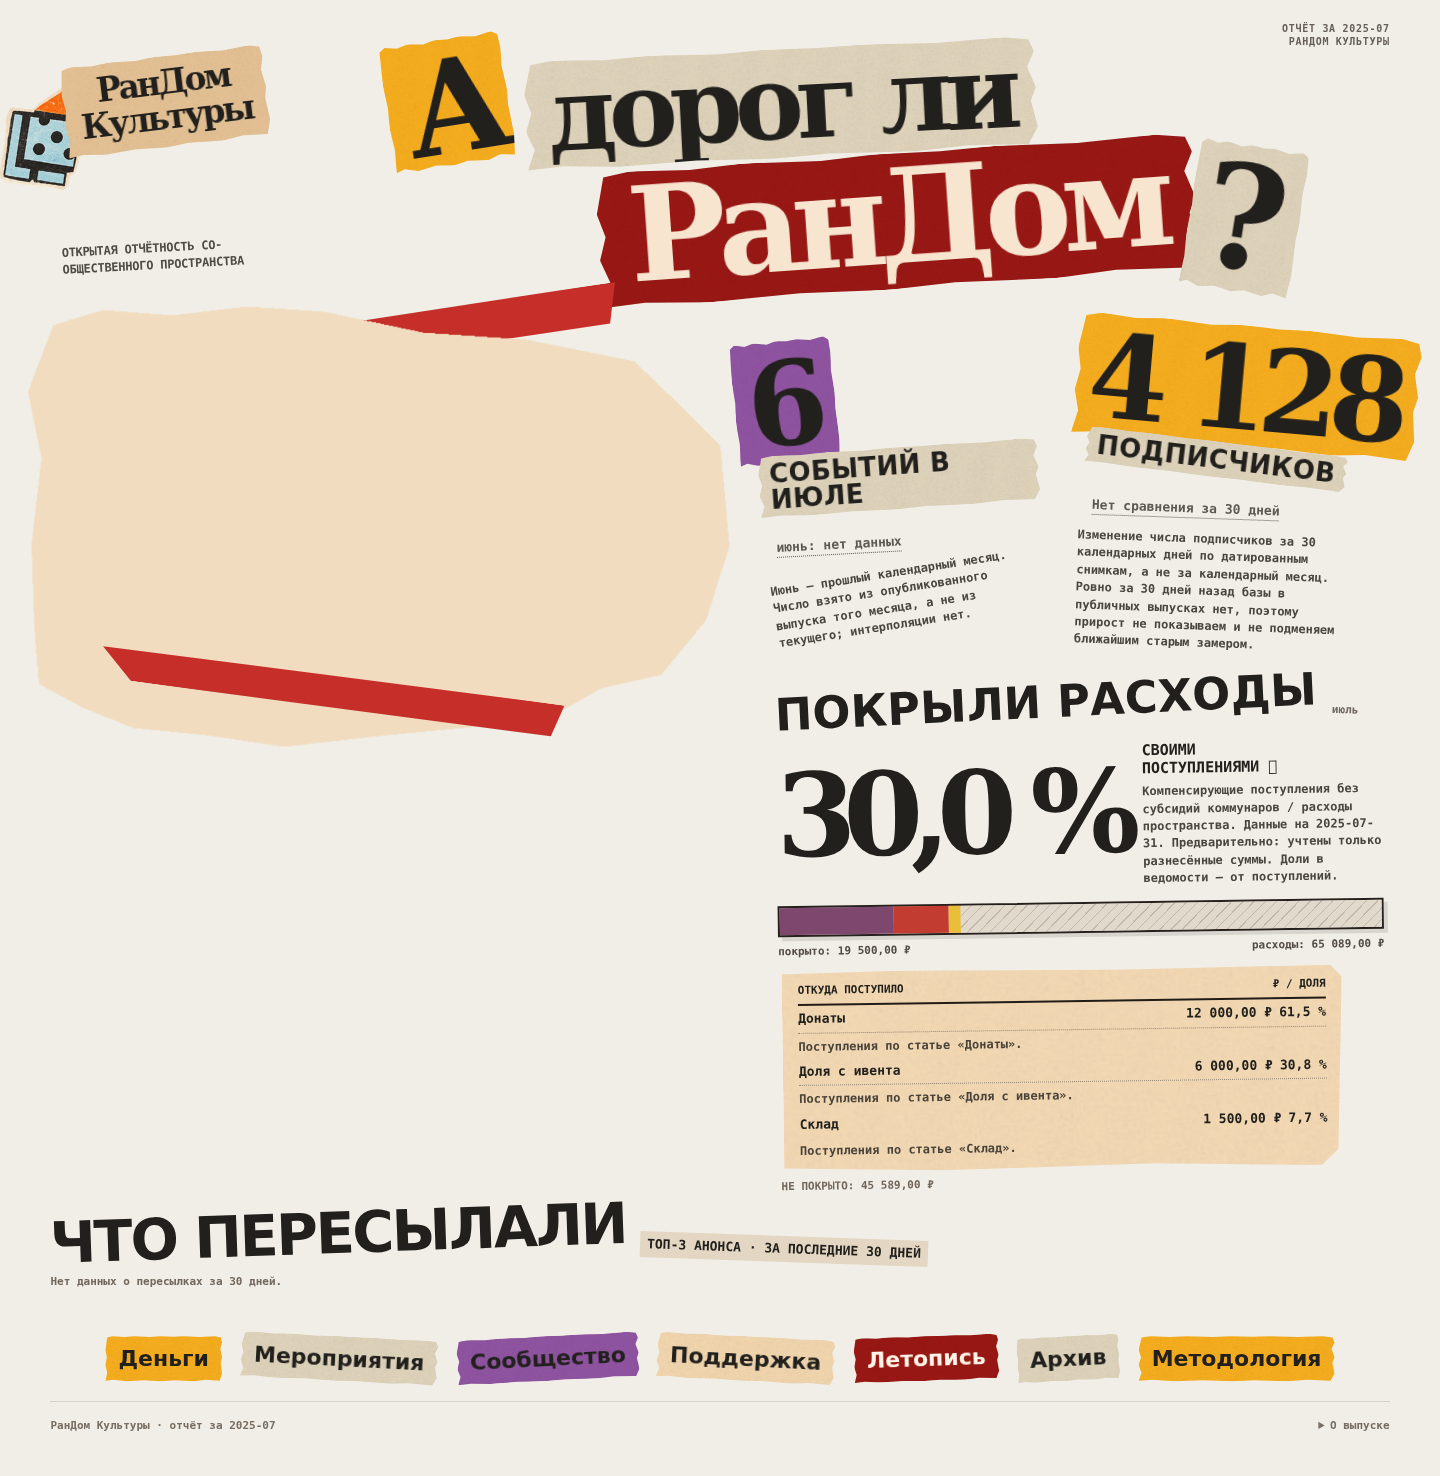 ОТЧЁТ ЗА 2025-07
РАНДОМ КУЛЬТУРЫ
РанДом
Культуры
А дорог ли
РанДом ?
ОТКРЫТАЯ ОТЧЁТНОСТЬ СО-
ОБЩЕСТВЕННОГО ПРОСТРАНСТВА
6
СОБЫТИЙ В
ИЮЛЕ
июнь: нет данных
Июнь — прошлый календарный месяц.
Число взято из опубликованного
выпуска того месяца, а не из
текущего; интерполяции нет.
4 128
ПОДПИСЧИКОВ
Нет сравнения за 30 дней
Изменение числа подписчиков за 30
календарных дней по датированным
снимкам, а не за календарный месяц.
Ровно за 30 дней назад базы в
публичных выпусках нет, поэтому
прирост не показываем и не подменяем
ближайшим старым замером.
ПОКРЫЛИ РАСХОДЫ июль
30,0 %
СВОИМИ
ПОСТУПЛЕНИЯМИ
Компенсирующие поступления без
субсидий коммунаров / расходы
пространства. Данные на 2025-07-
31. Предварительно: учтены только
разнесённые суммы. Доли в
ведомости — от поступлений.
покрыто: 19 500,00 ₽ расходы: 65 089,00 ₽
ОТКУДА ПОСТУПИЛО ₽ / ДОЛЯ
Донаты 12 000,00 ₽ 61,5 %
Поступления по статье «Донаты».
Доля с ивента 6 000,00 ₽ 30,8 %
Поступления по статье «Доля с ивента».
Склад 1 500,00 ₽ 7,7 %
Поступления по статье «Склад».
НЕ ПОКРЫТО: 45 589,00 ₽
ЧТО ПЕРЕСЫЛАЛИ ТОП-3 АНОНСА · ЗА ПОСЛЕДНИЕ 30 ДНЕЙ
Нет данных о пересылках за 30 дней.
Деньги Мероприятия Сообщество Поддержка Летопись Архив Методология
РанДом Культуры · отчёт за 2025-07 ▶ О выпуске